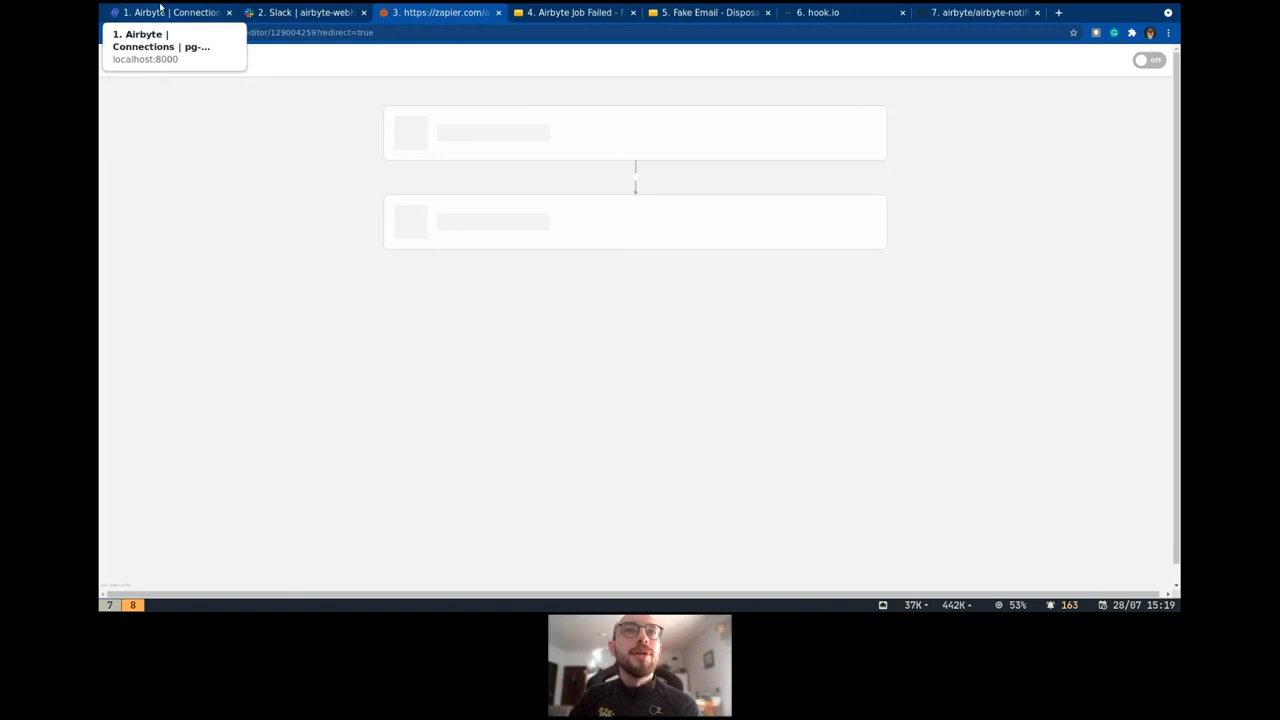 1. Airbyte | Connection
2. Slack | airbyte-webh
3. https://zapier.com/a
4. Airbyte Job Failed - F
5. Fake Email - Disposa
6. hook.io
7. airbyte/airbyte-notif
editor/129004259?redirect=true
1. Airbyte |
Connections | pg-...
localhost:8000
OFF
7 8 37K 442K 53% 163 28/07 15:19